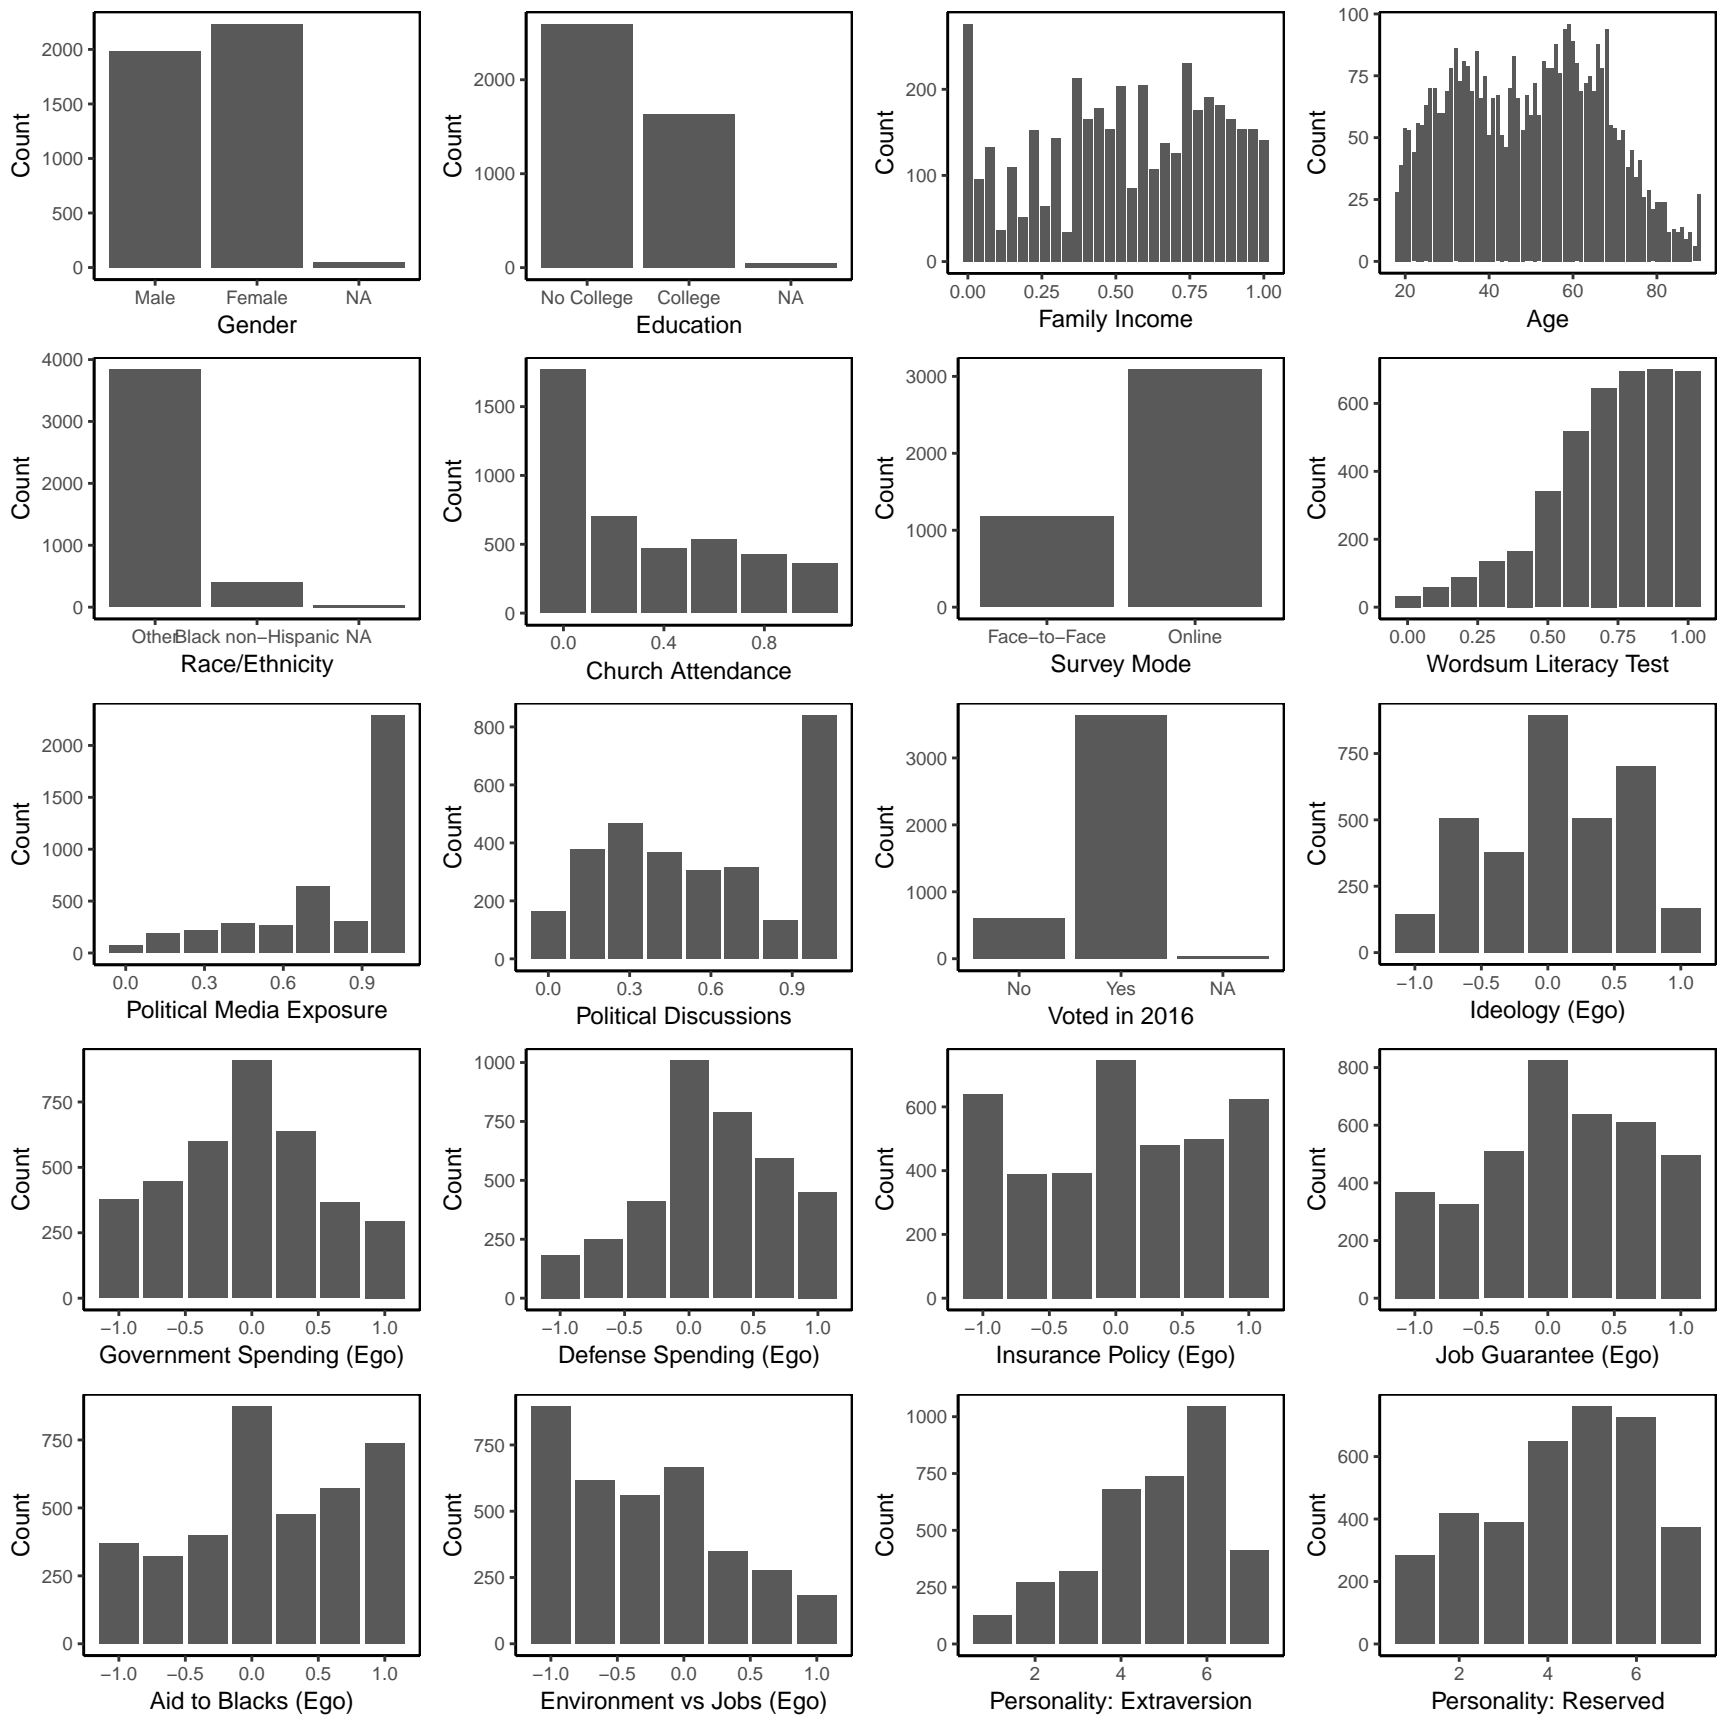 Count
2000
1500
1000
500
0
Male Female NA
Gender
Count
2000
1000
0
No College College NA
Education
Count
200
100
0
0.00 0.25 0.50 0.75 1.00
Family Income
Count
100
75
50
25
0
20 40 60 80
Age
Count
4000
3000
2000
1000
0
Other Black non−Hispanic NA
Race/Ethnicity
Count
1500
1000
500
0
0.0 0.4 0.8
Church Attendance
Count
3000
2000
1000
0
Face−to−Face Online
Survey Mode
Count
600
400
200
0
0.00 0.25 0.50 0.75 1.00
Wordsum Literacy Test
Count
2000
1500
1000
500
0
0.0 0.3 0.6 0.9
Political Media Exposure
Count
800
600
400
200
0
0.0 0.3 0.6 0.9
Political Discussions
Count
3000
2000
1000
0
No Yes NA
Voted in 2016
Count
750
500
250
0
−1.0 −0.5 0.0 0.5 1.0
Ideology (Ego)
Count
750
500
250
0
−1.0 −0.5 0.0 0.5 1.0
Government Spending (Ego)
Count
1000
750
500
250
0
−1.0 −0.5 0.0 0.5 1.0
Defense Spending (Ego)
Count
600
400
200
0
−1.0 −0.5 0.0 0.5 1.0
Insurance Policy (Ego)
Count
800
600
400
200
0
−1.0 −0.5 0.0 0.5 1.0
Job Guarantee (Ego)
Count
750
500
250
0
−1.0 −0.5 0.0 0.5 1.0
Aid to Blacks (Ego)
Count
750
500
250
0
−1.0 −0.5 0.0 0.5 1.0
Environment vs Jobs (Ego)
Count
1000
750
500
250
0
2 4 6
Personality: Extraversion
Count
600
400
200
0
2 4 6
Personality: Reserved